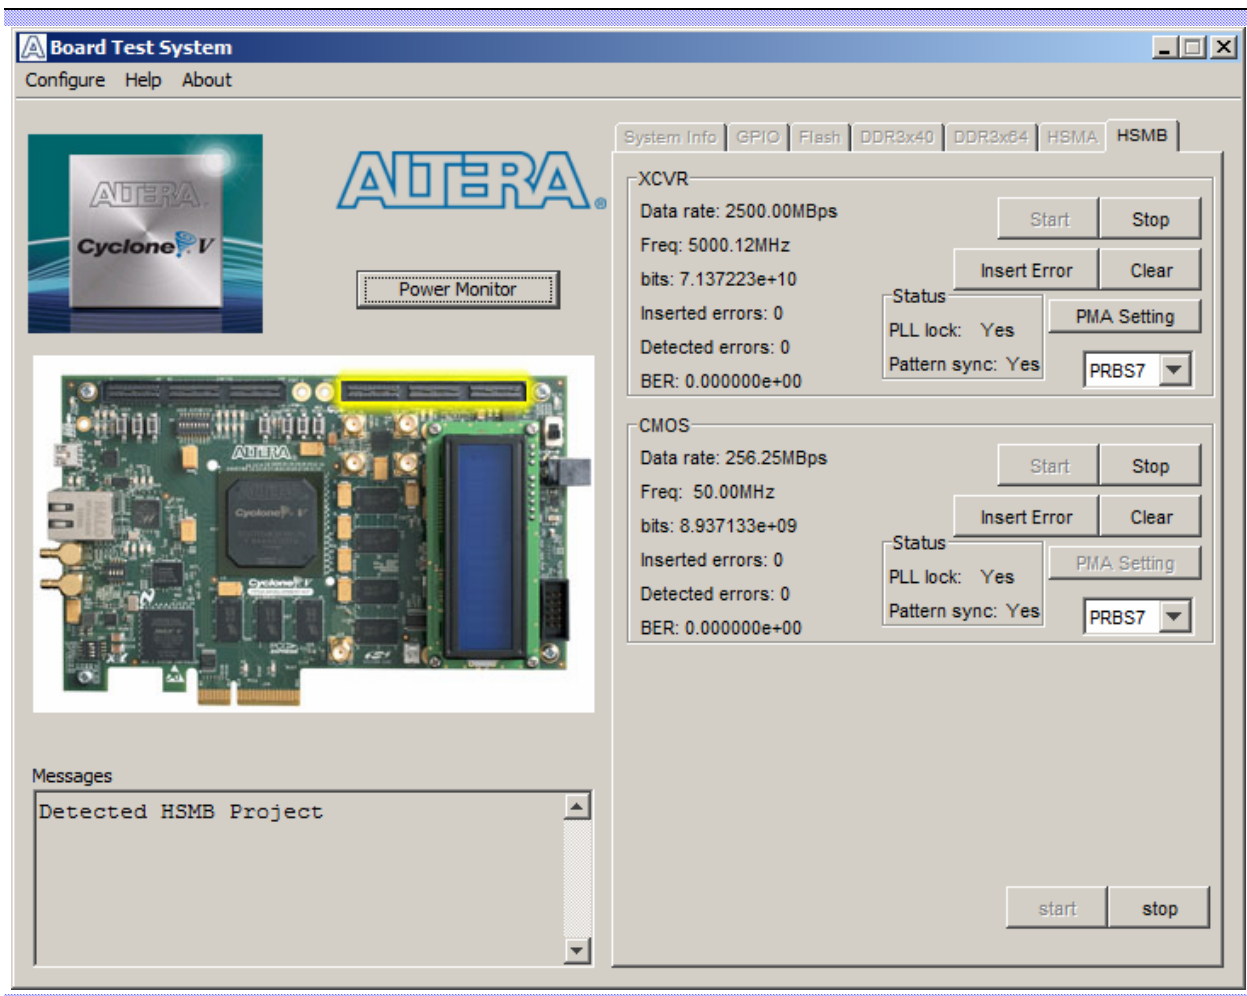 Board Test System
Configure Help About
ALTERA
Cyclone V
ALTERA
Power Monitor
System Info GPIO Flash DDR3x40 DDR3x64 HSMA HSMB
XCVR
Data rate: 2500.00MBps
Start Stop
Freq: 5000.12MHz
Insert Error Clear
bits: 7.137223e+10
Status
Inserted errors: 0
PMA Setting
PLL lock: Yes
Detected errors: 0
Pattern sync: Yes
PRBS7
BER: 0.000000e+00
CMOS
Data rate: 256.25MBps
Start Stop
Freq: 50.00MHz
Insert Error Clear
bits: 8.937133e+09
Status
Inserted errors: 0
PMA Setting
PLL lock: Yes
Detected errors: 0
Pattern sync: Yes
PRBS7
BER: 0.000000e+00
ALTERA
Cyclone V
Cyclone V
Messages
Detected HSMB Project
start stop